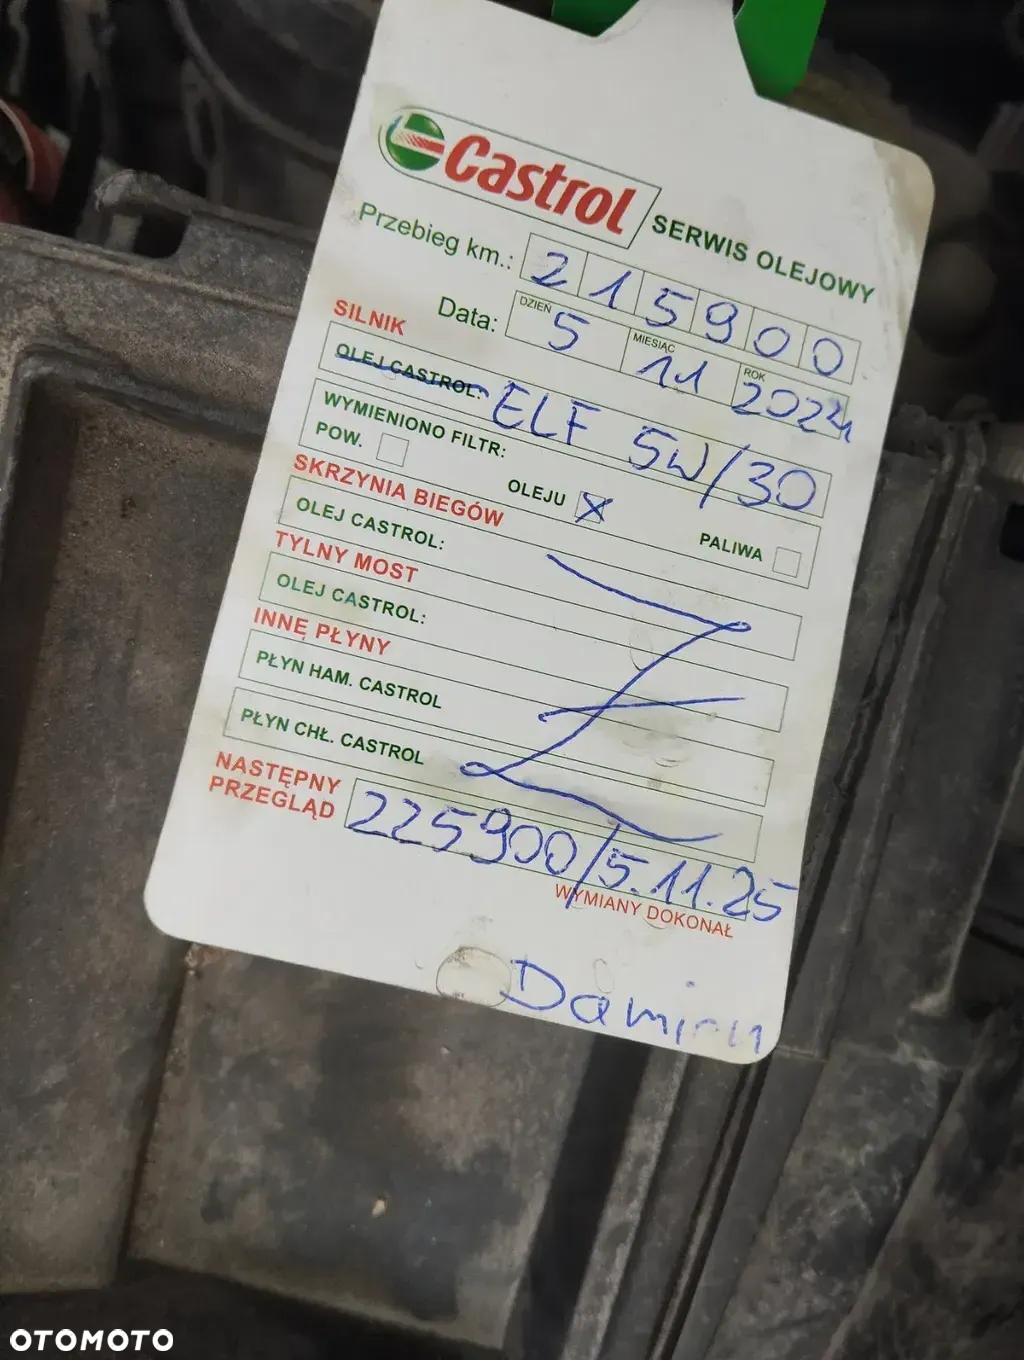 Castrol SERWIS OLEJOWY
Przebieg km.: 215900
Data: DZIEŃ 5 MIESIĄC 11 ROK 2024
SILNIK
OLEJ CASTROL: ELF 5W/30
WYMIENIONO FILTR:
POW. OLEJU X PALIWA
SKRZYNIA BIEGÓW
OLEJ CASTROL:
TYLNY MOST
OLEJ CASTROL:
INNE PŁYNY
PŁYN HAM. CASTROL
PŁYN CHŁ. CASTROL
NASTĘPNY
PRZEGLĄD 225900/5.11.25
WYMIANY DOKONAŁ
Damian
OTOMOTO